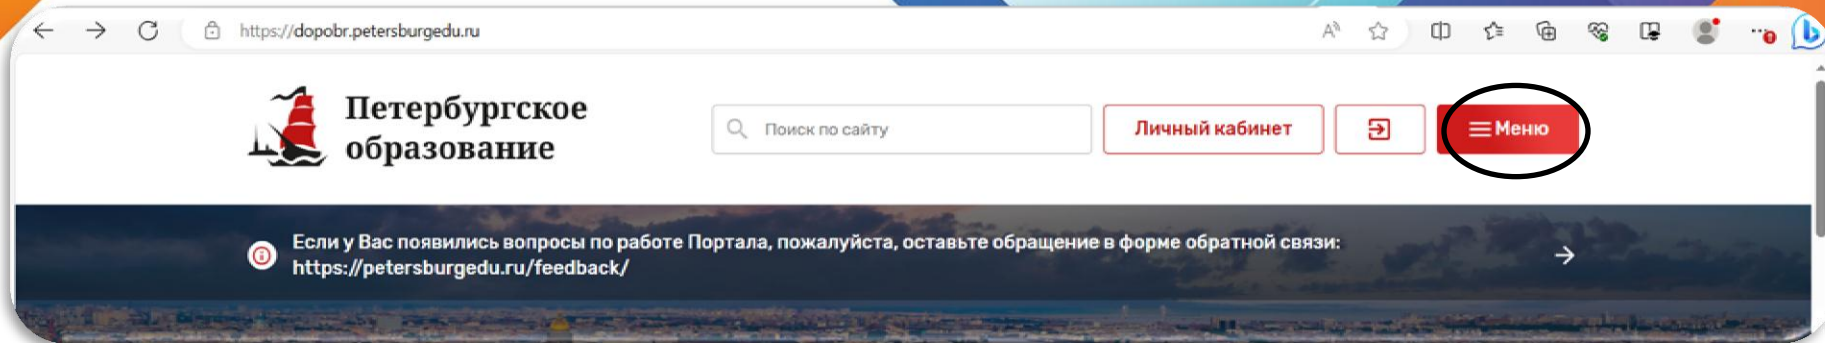 https://dopobr.petersburgedu.ru
Петербургское
образование
Поиск по сайту
Личный кабинет
Меню
Если у Вас появились вопросы по работе Портала, пожалуйста, оставьте обращение в форме обратной связи:
https://petersburgedu.ru/feedback/